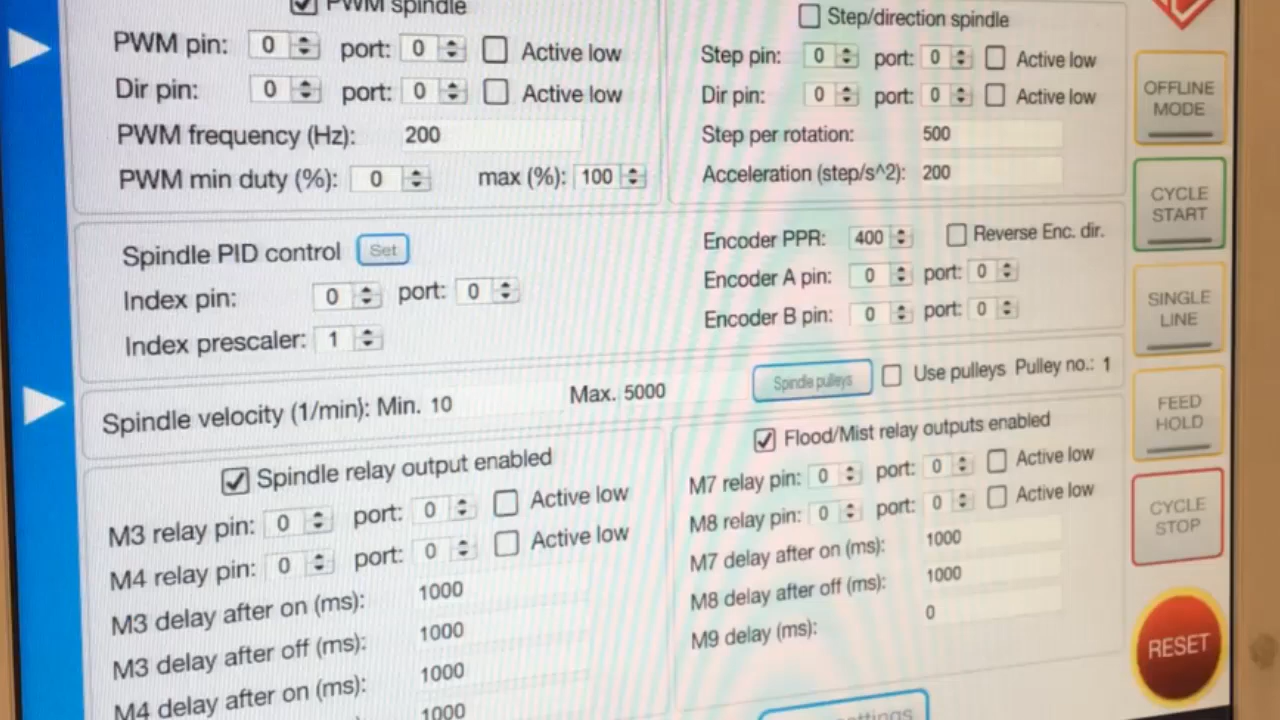 PWM spindle
PWM pin: 0 port: 0 Active low
Dir pin: 0 port: 0 Active low
PWM frequency (Hz): 200
PWM min duty (%): 0 max (%): 100
Step/direction spindle
Step pin: 0 port: 0 Active low
Dir pin: 0 port: 0 Active low
Step per rotation: 500
Acceleration (step/s^2): 200
Spindle PID control Set
Index pin: 0 port: 0
Index prescaler: 1
Encoder PPR: 400 Reverse Enc. dir.
Encoder A pin: 0 port: 0
Encoder B pin: 0 port: 0
Spindle velocity (1/min): Min. 10 Max. 5000 Spindle pulleys Use pulleys Pulley no.: 1
Spindle relay output enabled
M3 relay pin: 0 port: 0 Active low
M4 relay pin: 0 port: 0 Active low
M3 delay after on (ms): 1000
M3 delay after off (ms): 1000
M4 delay after on (ms): 1000
1000
Flood/Mist relay outputs enabled
M7 relay pin: 0 port: 0 Active low
M8 relay pin: 0 port: 0 Active low
M7 delay after on (ms): 1000
M8 delay after off (ms): 1000
M9 delay (ms): 0
OFFLINE
MODE
CYCLE
START
SINGLE
LINE
FEED
HOLD
CYCLE
STOP
RESET